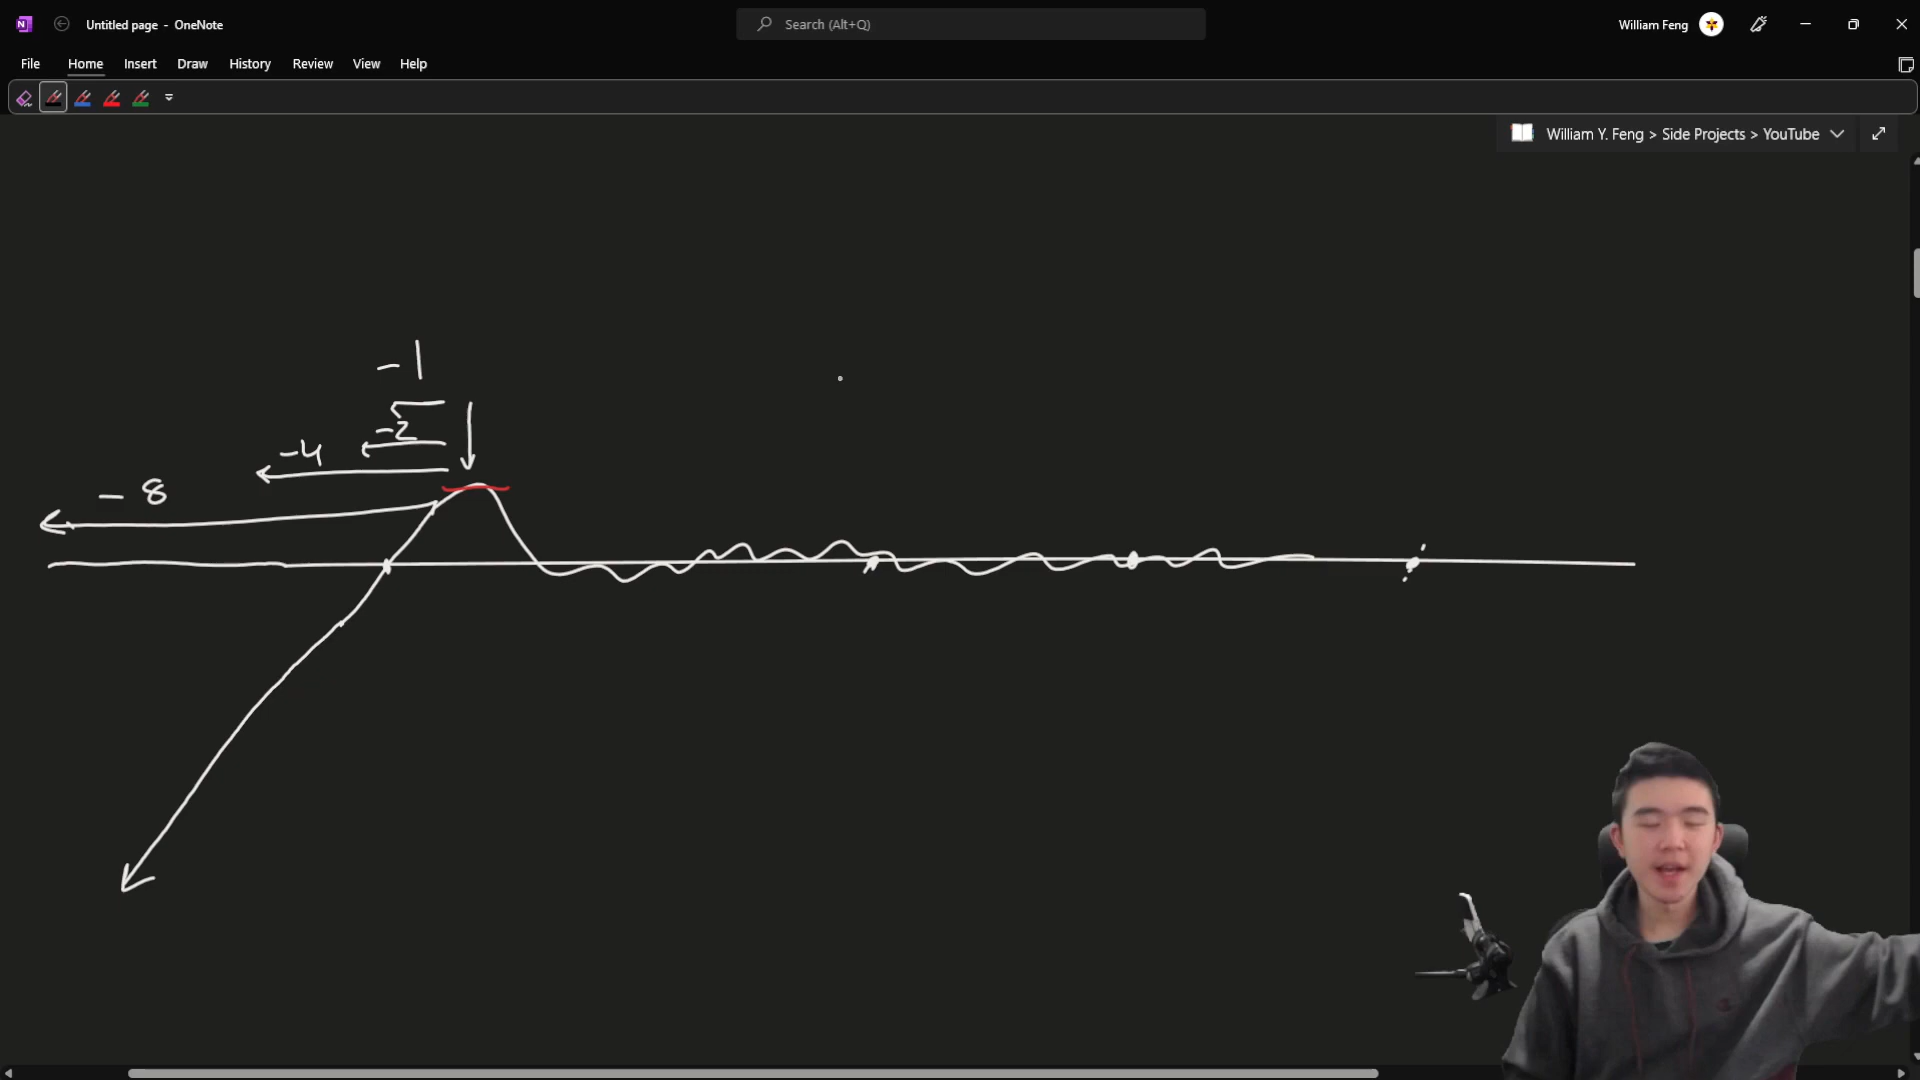 Untitled page - OneNote
Search (Alt+Q)
William Feng
File Home Insert Draw History Review View Help
William Y. Feng > Side Projects > YouTube
-1
-2
-4
-8